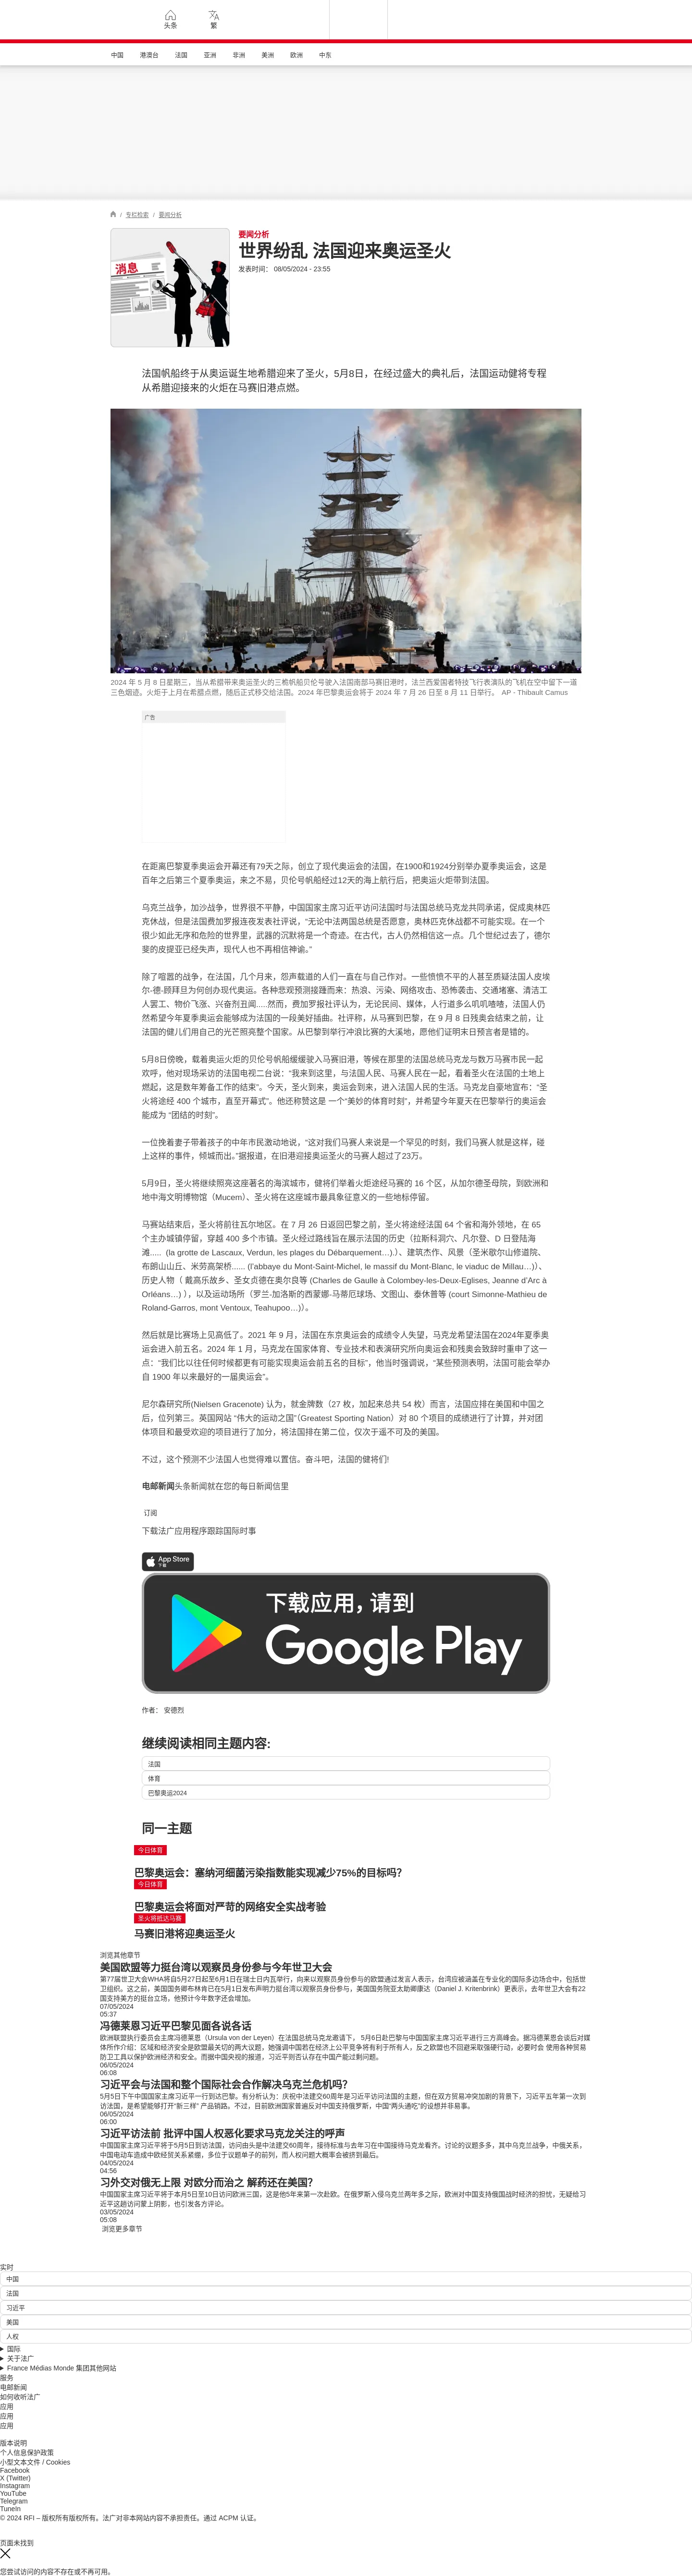 头条
繁
中国
港澳台
法国
亚洲
非洲
美洲
欧洲
中东
/ 专栏检索 / 要闻分析
消息
要闻分析
世界纷乱 法国迎来奥运圣火
发表时间： 08/05/2024 - 23:55
法国帆船终于从奥运诞生地希腊迎来了圣火，5月8日，在经过盛大的典礼后，法国运动健将专程
从希腊迎接来的火炬在马赛旧港点燃。
2024 年 5 月 8 日星期三，当从希腊带来奥运圣火的三桅帆船贝伦号驶入法国南部马赛旧港时，法兰西爱国者特技飞行表演队的飞机在空中留下一道
三色烟迹。火炬于上月在希腊点燃，随后正式移交给法国。2024 年巴黎奥运会将于 2024 年 7 月 26 日至 8 月 11 日举行。 AP - Thibault Camus
广告
在距离巴黎夏季奥运会开幕还有79天之际，创立了现代奥运会的法国，在1900和1924分别举办夏季奥运会，这是
百年之后第三个夏季奥运，来之不易，贝伦号帆船经过12天的海上航行后，把奥运火炬带到法国。
乌克兰战争，加沙战争，世界很不平静，中国国家主席习近平访问法国时与法国总统马克龙共同承诺，促成奥林匹
克休战，但是法国费加罗报连夜发表社评说，“无论中法两国总统是否愿意，奥林匹克休战都不可能实现。在一个
很少如此无序和危险的世界里，武器的沉默将是一个奇迹。在古代，古人仍然相信这一点。几个世纪过去了，德尔
斐的皮提亚已经失声，现代人也不再相信神谕。”
除了喧嚣的战争，在法国，几个月来，怨声载道的人们一直在与自己作对。一些愤愤不平的人甚至质疑法国人皮埃
尔-德-顾拜旦为何创办现代奥运。各种悲观预测接踵而来：热浪、污染、网络攻击、恐怖袭击、交通堵塞、清洁工
人罢工、物价飞涨、兴奋剂丑闻.....然而，费加罗报社评认为，无论民间、媒体，人行道多么叽叽喳喳，法国人仍
然希望今年夏季奥运会能够成为法国的一段美好插曲。社评称，从马赛到巴黎，在 9 月 8 日残奥会结束之前，让
法国的健儿们用自己的光芒照亮整个国家。从巴黎到举行冲浪比赛的大溪地，愿他们证明末日预言者是错的。
5月8日傍晚，载着奥运火炬的贝伦号帆船缓缓驶入马赛旧港，等候在那里的法国总统马克龙与数万马赛市民一起
欢呼，他对现场采访的法国电视二台说：“我来到这里，与法国人民、马赛人民在一起，看着圣火在法国的土地上
燃起，这是数年筹备工作的结束”。今天，圣火到来，奥运会到来，进入法国人民的生活。马克龙自豪地宣布：“圣
火将途经 400 个城市，直至开幕式”。他还称赞这是 一个“美妙的体育时刻”，并希望今年夏天在巴黎举行的奥运会
能成为 “团结的时刻”。
一位挽着妻子带着孩子的中年市民激动地说，“这对我们马赛人来说是一个罕见的时刻，我们马赛人就是这样，碰
上这样的事件，倾城而出。”据报道，在旧港迎接奥运圣火的马赛人超过了23万。
5月9日，圣火将继续照亮这座著名的海滨城市，健将们举着火炬途经马赛的 16 个区，从加尔德圣母院，到欧洲和
地中海文明博物馆（Mucem）、圣火将在这座城市最具象征意义的一些地标停留。
马赛站结束后，圣火将前往瓦尔地区。在 7 月 26 日返回巴黎之前，圣火将途经法国 64 个省和海外领地，在 65
个主办城镇停留，穿越 400 多个市镇。圣火经过路线旨在展示法国的历史（拉斯科洞穴、凡尔登、D 日登陆海
滩..... (la grotte de Lascaux, Verdun, les plages du Débarquement…).）、建筑杰作、风景（圣米歇尔山修道院、
布朗山山丘、米劳高架桥...... (l’abbaye du Mont-Saint-Michel, le massif du Mont-Blanc, le viaduc de Millau…)）、
历史人物（ 戴高乐故乡、圣女贞德在奥尔良等 (Charles de Gaulle à Colombey-les-Deux-Eglises, Jeanne d’Arc à
Orléans…) ），以及运动场所（罗兰-加洛斯的西蒙娜-马蒂厄球场、文图山、泰休普等 (court Simonne-Mathieu de
Roland-Garros, mont Ventoux, Teahupoo…)）。
然后就是比赛场上见高低了。2021 年 9 月，法国在东京奥运会的成绩令人失望，马克龙希望法国在2024年夏季奥
运会进入前五名。2024 年 1 月，马克龙在国家体育、专业技术和表演研究所向奥运会和残奥会致辞时重申了这一
点：“我们比以往任何时候都更有可能实现奥运会前五名的目标”，他当时强调说，“某些预测表明，法国可能会举办
自 1900 年以来最好的一届奥运会”。
尼尔森研究所(Nielsen Gracenote) 认为，就金牌数（27 枚，加起来总共 54 枚）而言，法国应排在美国和中国之
后，位列第三。英国网站 “伟大的运动之国”（Greatest Sporting Nation）对 80 个项目的成绩进行了计算，并对团
体项目和最受欢迎的项目进行了加分，将法国排在第二位，仅次于遥不可及的美国。
不过，这个预测不少法国人也觉得难以置信。奋斗吧，法国的健将们!
电邮新闻头条新闻就在您的每日新闻信里
订阅
下载法广应用程序跟踪国际时事
App Store
下载
下载应用，请到
Google Play
作者： 安德烈
继续阅读相同主题内容:
法国
体育
巴黎奥运2024
同一主题
今日体育
巴黎奥运会：塞纳河细菌污染指数能实现减少75%的目标吗？
今日体育
巴黎奥运会将面对严苛的网络安全实战考验
圣火将抵达马赛
马赛旧港将迎奥运圣火
浏览其他章节
美国欧盟等力挺台湾以观察员身份参与今年世卫大会
第77届世卫大会WHA将自5月27日起至6月1日在瑞士日内瓦举行，向来以观察员身份参与的欧盟通过发言人表示，台湾应被涵盖在专业化的国际多边场合中，包括世
卫组织。这之前，美国国务卿布林肯已在5月1日发布声明力挺台湾以观察员身份参与，美国国务院亚太助卿康达（Daniel J. Kritenbrink）更表示，去年世卫大会有22
国支持美方的挺台立场，他预计今年数字还会增加。
07/05/2024
05:37
冯德莱恩习近平巴黎见面各说各话
欧洲联盟执行委员会主席冯德莱恩（Ursula von der Leyen）在法国总统马克龙邀请下， 5月6日赴巴黎与中国国家主席习近平进行三方高峰会。据冯德莱恩会谈后对媒
体所作介绍：区域和经济安全是欧盟最关切的两大议题，她强调中国若在经济上公平竞争将有利于所有人，反之欧盟也不回避采取强硬行动，必要时会 使用各种贸易
防卫工具以保护欧洲经济和安全。而据中国央视的报道，习近平则否认存在中国产能过剩问题。
06/05/2024
06:08
习近平会与法国和整个国际社会合作解决乌克兰危机吗？
5月5日下午中国国家主席习近平一行到达巴黎。有分析认为：庆祝中法建交60周年是习近平访问法国的主题，但在双方贸易冲突加剧的背景下，习近平五年第一次到
访法国，是希望能够打开“新三样” 产品销路。不过，目前欧洲国家普遍反对中国支持俄罗斯，中国“两头通吃”的设想并非易事。
06/05/2024
06:00
习近平访法前 批评中国人权恶化要求马克龙关注的呼声
中国国家主席习近平将于5月5日到访法国，访问由头是中法建交60周年，接待标准与去年习在中国接待马克龙看齐。讨论的议题多多，其中乌克兰战争，中俄关系，
中国电动车造成中欧经贸关系紧绷，多位于议题单子的前列，而人权问题大概率会被挤到最后。
04/05/2024
04:56
习外交对俄无上限 对欧分而治之 解药还在美国？
中国国家主席习近平将于本月5日至10日访问欧洲三国，这是他5年来第一次赴欧。在俄罗斯入侵乌克兰两年多之际，欧洲对中国支持俄国战时经济的担忧，无疑给习
近平这趟访问蒙上阴影，也引发各方评论。
03/05/2024
05:08
浏览更多章节
实时
中国
法国
习近平
美国
人权
国际
关于法广
France Médias Monde 集团其他网站
服务
电邮新闻
如何收听法广
应用
应用
应用
版本说明
个人信息保护政策
小型文本文件 / Cookies
Facebook
X (Twitter)
Instagram
YouTube
Telegram
TuneIn
© 2024 RFI – 版权所有版权所有。法广对非本网站内容不承担责任。通过 ACPM 认证。
页面未找到
您尝试访问的内容不存在或不再可用。